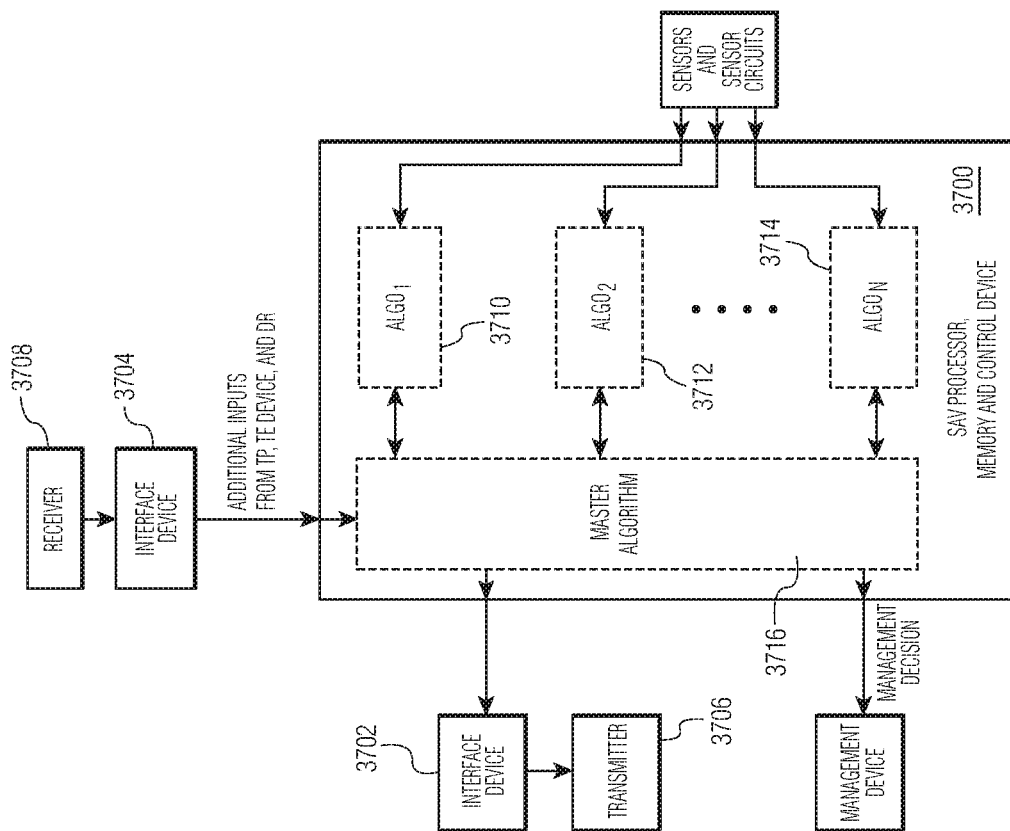 3708
RECEIVER
3704
INTERFACE
DEVICE
ADDITIONAL INPUTS
FROM TP, TE DEVICE, AND DR
SENSORS
AND
SENSOR
CIRCUITS
ALGO1
3710
ALGO2
3712
3714
ALGON
3700
SAV PROCESSOR,
MEMORY AND CONTROL DEVICE
MASTER
ALGORITHM
3716
3702
INTERFACE
DEVICE
TRANSMITTER
3706
MANAGEMENT
DECISION
MANAGEMENT
DEVICE